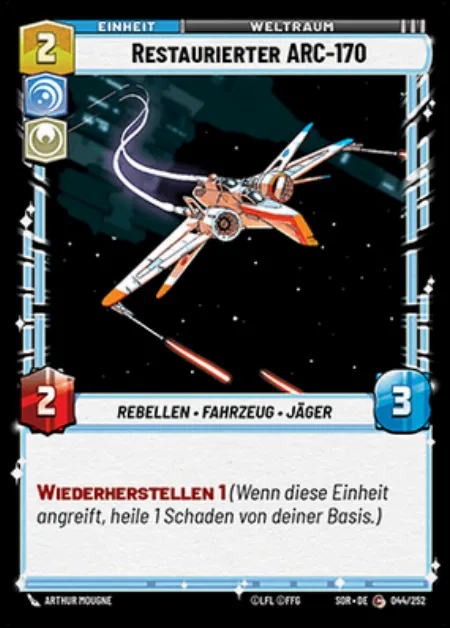 EINHEIT WELTRAUM
2 RESTAURIERTER ARC-170
2 REBELLEN • FAHRZEUG • JÄGER 3
WIEDERHERSTELLEN 1 (Wenn diese Einheit
angreift, heile 1 Schaden von deiner Basis.)
ARTHUR MOUGNE ©LFL ©FFG SOR • DE C 044/252